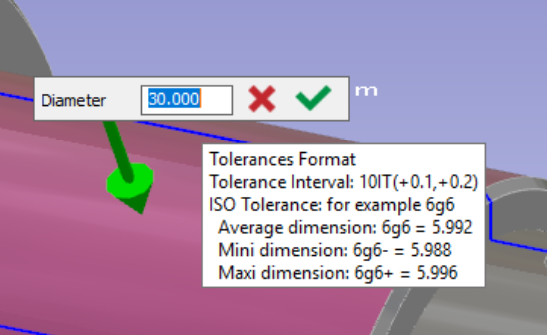 Diameter 30.000 m
Tolerances Format
Tolerance Interval: 10IT(+0.1,+0.2)
ISO Tolerance: for example 6g6
Average dimension: 6g6 = 5.992
Mini dimension: 6g6- = 5.988
Maxi dimension: 6g6+ = 5.996